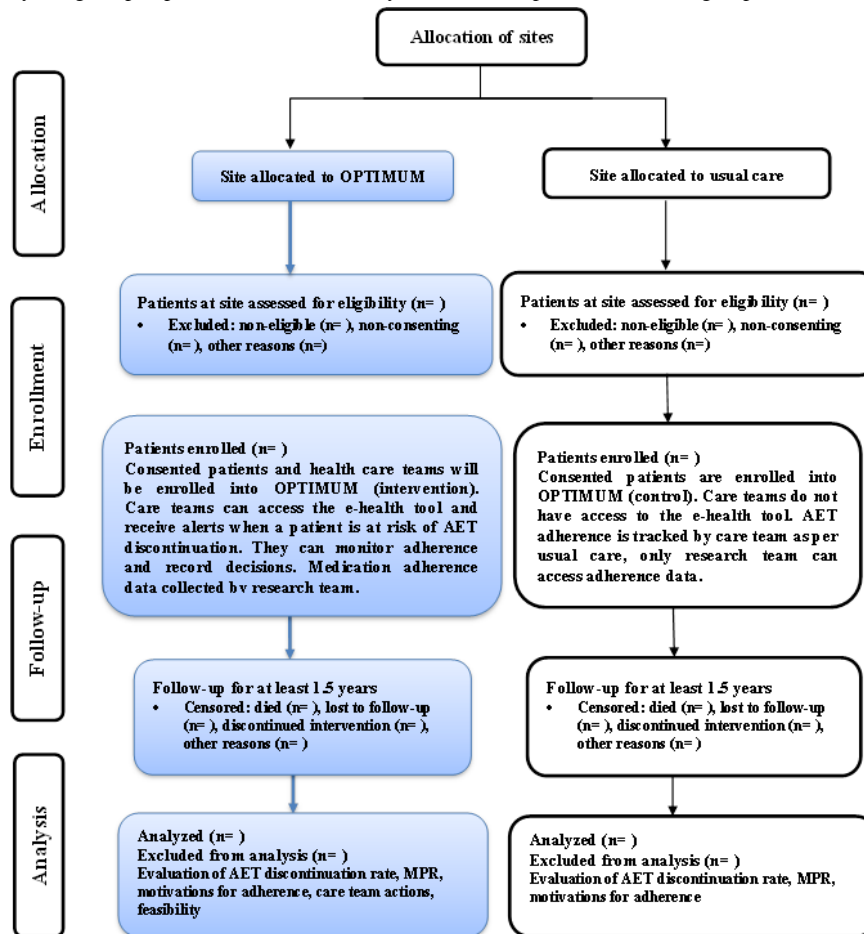 Allocation of sites
Allocation
Site allocated to OPTIMUM
Site allocated to usual care
Enrollment
Patients at site assessed for eligibility (n= )
• Excluded: non-eligible (n= ), non-consenting
(n= ), other reasons (n=)
Patients at site assessed for eligibility (n= )
• Excluded: non-eligible (n= ), non-consenting
(n= ), other reasons (n=)
Patients enrolled (n= )
Consented patients and health care teams will
be enrolled into OPTIMUM (intervention).
Care teams can access the e-health tool and
receive alerts when a patient is at risk of AET
discontinuation. They can monitor adherence
and record decisions. Medication adherence
data collected by research team.
Patients enrolled (n= )
Consented patients are enrolled into
OPTIMUM (control). Care teams do not
have access to the e-health tool. AET
adherence is tracked by care team as per
usual care, only research team can
access adherence data.
Follow-up
Follow-up for at least 1.5 years
• Censored: died (n= ), lost to follow-up
(n= ), discontinued intervention (n= ),
other reasons (n= )
Follow-up for at least 1.5 years
• Censored: died (n= ), lost to follow-up
(n= ), discontinued intervention (n= ),
other reasons (n= )
Analysis
Analyzed (n= )
Excluded from analysis (n= )
Evaluation of AET discontinuation rate, MPR,
motivations for adherence, care team actions,
feasibility
Analyzed (n= )
Excluded from analysis (n= )
Evaluation of AET discontinuation rate, MPR,
motivations for adherence